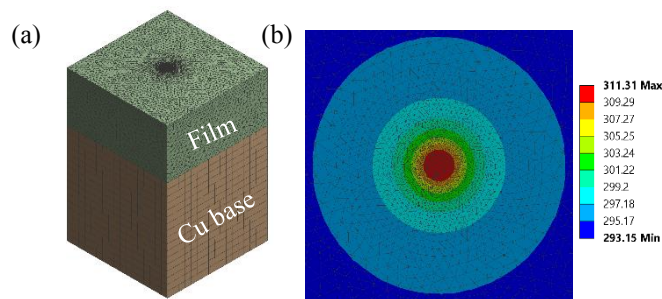 (a)
Film
Cu base
(b)
311.31 Max
309.29
307.27
305.25
303.24
301.22
299.2
297.18
295.17
293.15 Min